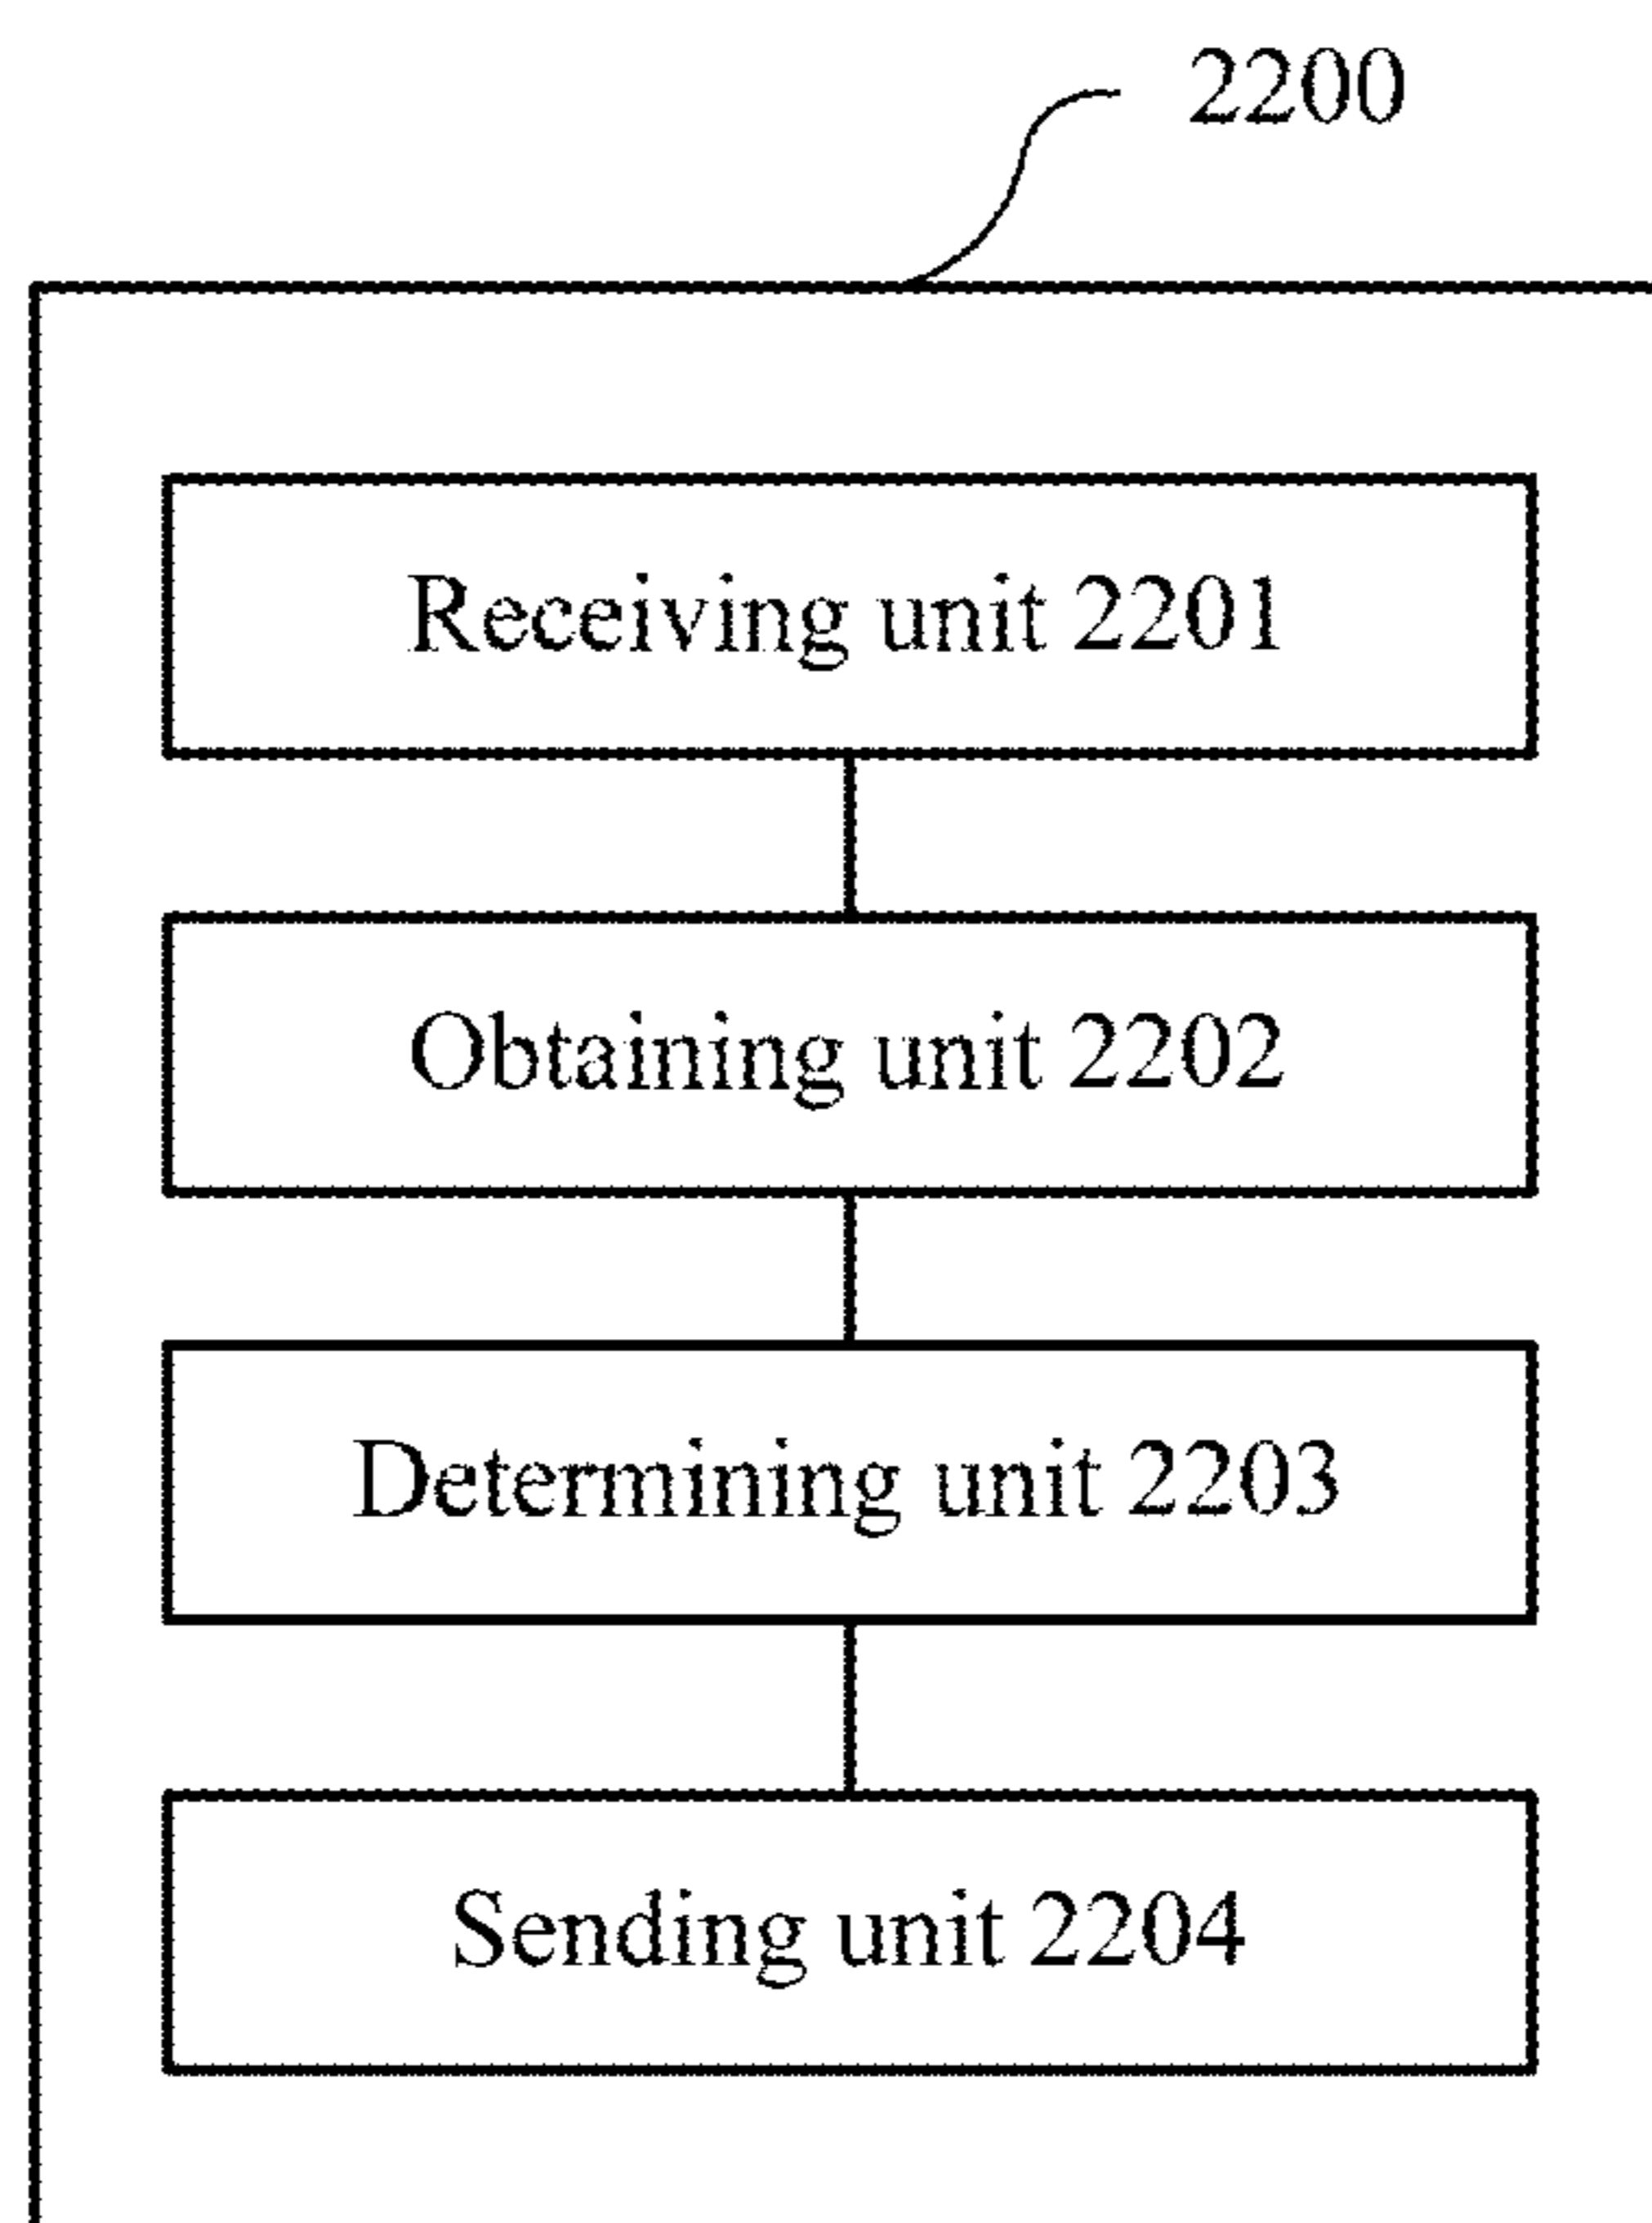 2200
Receiving unit 2201
Obtaining unit 2202
Determining unit 2203
Sending unit 2204